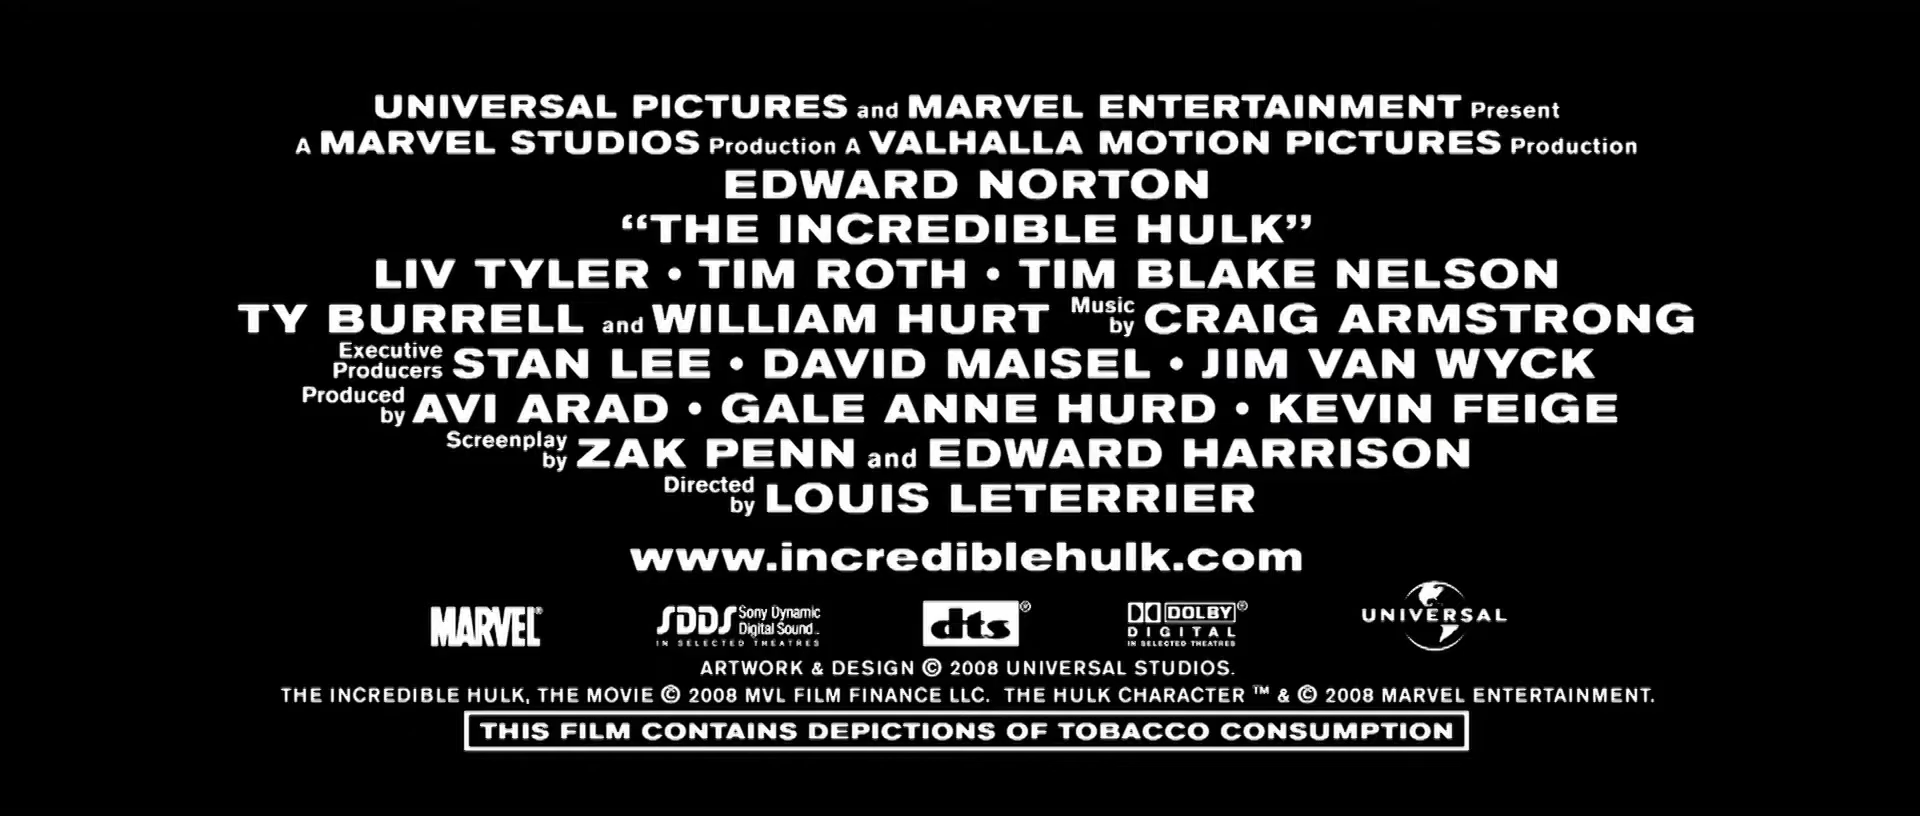 UNIVERSAL PICTURES and MARVEL ENTERTAINMENT Present
A MARVEL STUDIOS Production A VALHALLA MOTION PICTURES Production
EDWARD NORTON
“THE INCREDIBLE HULK”
LIV TYLER • TIM ROTH • TIM BLAKE NELSON
TY BURRELL and WILLIAM HURT Music by CRAIG ARMSTRONG
Executive Producers STAN LEE • DAVID MAISEL • JIM VAN WYCK
Produced by AVI ARAD • GALE ANNE HURD • KEVIN FEIGE
Screenplay by ZAK PENN and EDWARD HARRISON
Directed by LOUIS LETERRIER
www.incrediblehulk.com
MARVEL® SDDS Sony Dynamic Digital Sound™ IN SELECTED THEATRES dts® DOLBY® DIGITAL IN SELECTED THEATRES UNIVERSAL
ARTWORK & DESIGN © 2008 UNIVERSAL STUDIOS.
THE INCREDIBLE HULK, THE MOVIE © 2008 MVL FILM FINANCE LLC. THE HULK CHARACTER ™ & © 2008 MARVEL ENTERTAINMENT.
THIS FILM CONTAINS DEPICTIONS OF TOBACCO CONSUMPTION